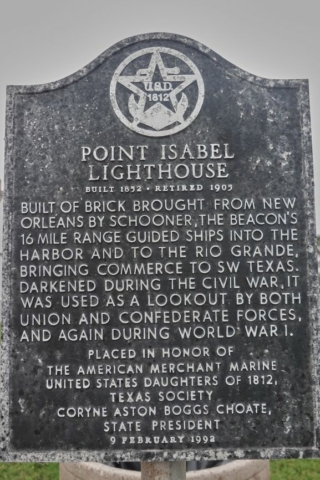 U.S.D.
1812
POINT ISABEL
LIGHTHOUSE
BUILT 1852 • RETIRED 1905
BUILT OF BRICK BROUGHT FROM NEW
ORLEANS BY SCHOONER, THE BEACON'S
16 MILE RANGE GUIDED SHIPS INTO THE
HARBOR AND TO THE RIO GRANDE,
BRINGING COMMERCE TO SW TEXAS.
DARKENED DURING THE CIVIL WAR, IT
WAS USED AS A LOOKOUT BY BOTH
UNION AND CONFEDERATE FORCES,
AND AGAIN DURING WORLD WAR I.
PLACED IN HONOR OF
THE AMERICAN MERCHANT MARINE
UNITED STATES DAUGHTERS OF 1812,
TEXAS SOCIETY
CORYNE ASTON BOGGS CHOATE,
STATE PRESIDENT
9 FEBRUARY 1992